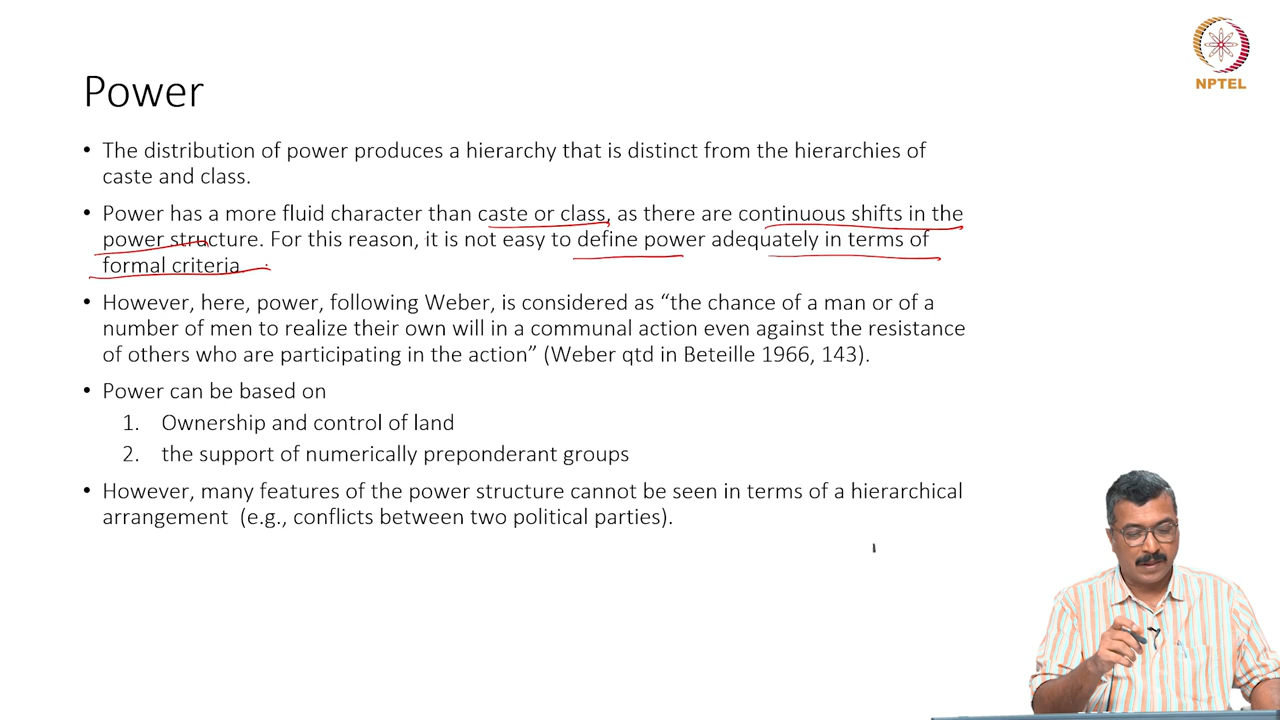 NPTEL
Power
• The distribution of power produces a hierarchy that is distinct from the hierarchies of
caste and class.
• Power has a more fluid character than caste or class, as there are continuous shifts in the
power structure. For this reason, it is not easy to define power adequately in terms of
formal criteria
• However, here, power, following Weber, is considered as “the chance of a man or of a
number of men to realize their own will in a communal action even against the resistance
of others who are participating in the action” (Weber qtd in Beteille 1966, 143).
• Power can be based on
1. Ownership and control of land
2. the support of numerically preponderant groups
• However, many features of the power structure cannot be seen in terms of a hierarchical
arrangement (e.g., conflicts between two political parties).